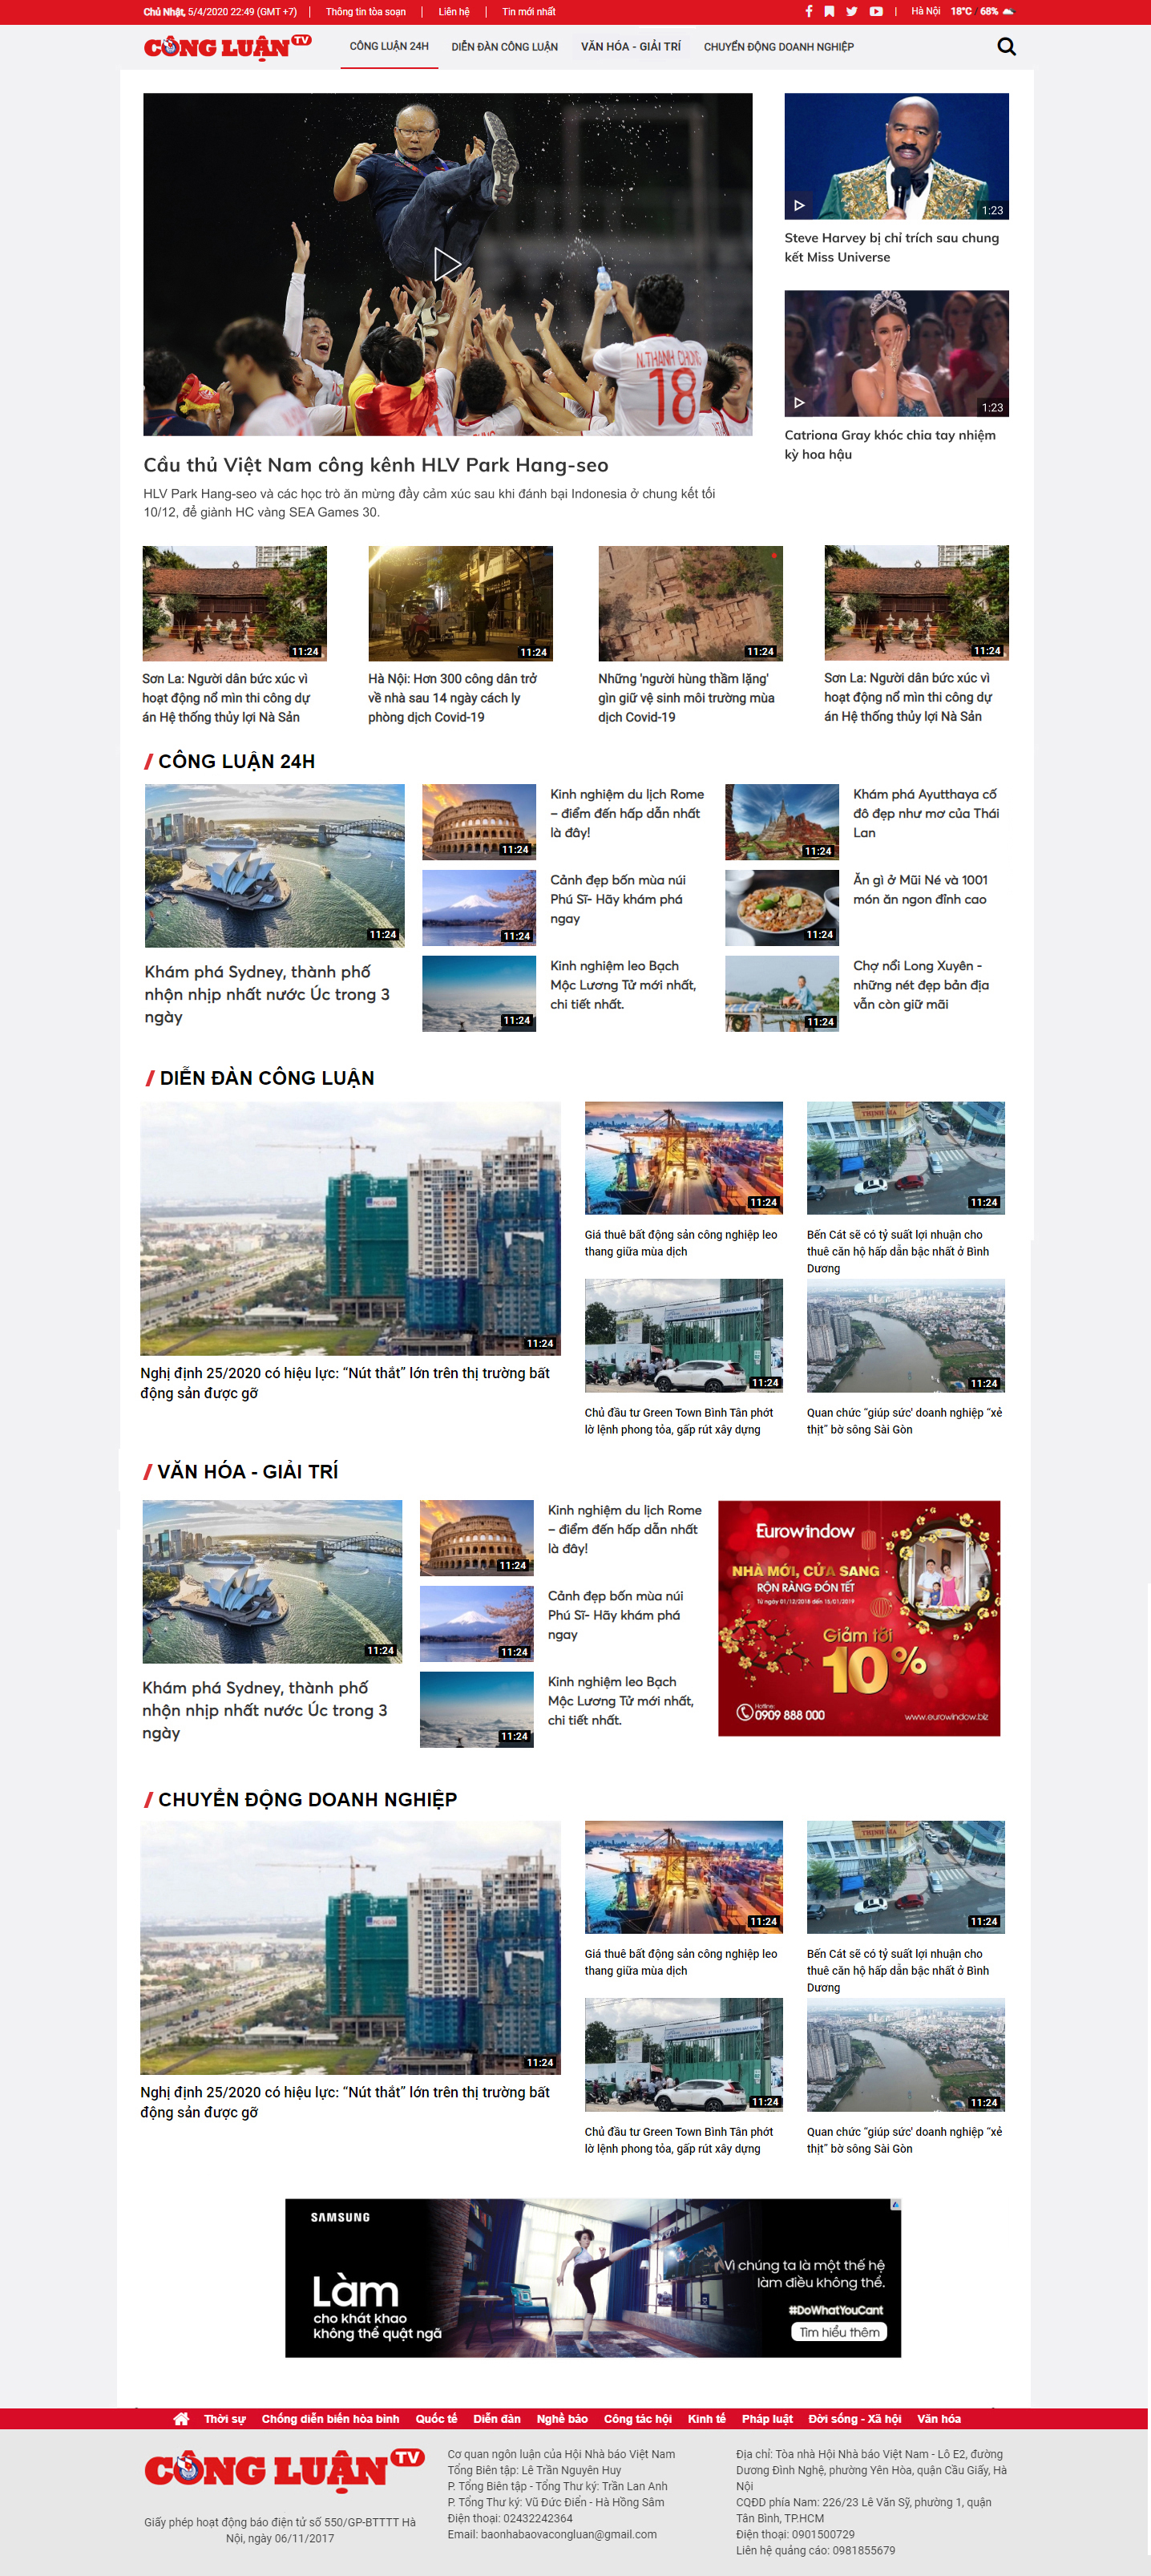 Chủ Nhật, 5/4/2020 22:49 (GMT +7) | Thông tin tòa soạn | Liên hệ | Tin mới nhất
| Hà Nội 18°C / 68%
CÔNG LUẬN TV
CÔNG LUẬN 24H DIỄN ĐÀN CÔNG LUẬN VĂN HÓA - GIẢI TRÍ CHUYỂN ĐỘNG DOANH NGHIỆP
N.THANH CHUNG
18
Cầu thủ Việt Nam công kênh HLV Park Hang-seo
HLV Park Hang-seo và các học trò ăn mừng đầy cảm xúc sau khi đánh bại Indonesia ở chung kết tối
10/12, để giành HC vàng SEA Games 30.
1:23
Steve Harvey bị chỉ trích sau chung
kết Miss Universe
1:23
Catriona Gray khóc chia tay nhiệm
kỳ hoa hậu
11:24
Sơn La: Người dân bức xúc vì
hoạt động nổ mìn thi công dự
án Hệ thống thủy lợi Nà Sản
11:24
Hà Nội: Hơn 300 công dân trở
về nhà sau 14 ngày cách ly
phòng dịch Covid-19
11:24
Những 'người hùng thầm lặng'
gìn giữ vệ sinh môi trường mùa
dịch Covid-19
11:24
Sơn La: Người dân bức xúc vì
hoạt động nổ mìn thi công dự
án Hệ thống thủy lợi Nà Sản
CÔNG LUẬN 24H
11:24
Khám phá Sydney, thành phố
nhộn nhịp nhất nước Úc trong 3
ngày
11:24
Kinh nghiệm du lịch Rome
– điểm đến hấp dẫn nhất
là đây!
11:24
Cảnh đẹp bốn mùa núi
Phú Sĩ- Hãy khám phá
ngay
11:24
Kinh nghiệm leo Bạch
Mộc Lương Tử mới nhất,
chi tiết nhất.
11:24
Khám phá Ayutthaya cố
đô đẹp như mơ của Thái
Lan
11:24
Ăn gì ở Mũi Né và 1001
món ăn ngon đỉnh cao
11:24
Chợ nổi Long Xuyên -
những nét đẹp bản địa
vẫn còn giữ mãi
DIỄN ĐÀN CÔNG LUẬN
11:24
Nghị định 25/2020 có hiệu lực: “Nút thắt” lớn trên thị trường bất
động sản được gỡ
11:24
Giá thuê bất động sản công nghiệp leo
thang giữa mùa dịch
THỊNH GIA
11:24
Bến Cát sẽ có tỷ suất lợi nhuận cho
thuê căn hộ hấp dẫn bậc nhất ở Bình
Dương
11:24
Chủ đầu tư Green Town Bình Tân phớt
lờ lệnh phong tỏa, gấp rút xây dựng
11:24
Quan chức “giúp sức' doanh nghiệp “xẻ
thịt” bờ sông Sài Gòn
VĂN HÓA - GIẢI TRÍ
11:24
Khám phá Sydney, thành phố
nhộn nhịp nhất nước Úc trong 3
ngày
11:24
Kinh nghiệm du lịch Rome
– điểm đến hấp dẫn nhất
là đây!
11:24
Cảnh đẹp bốn mùa núi
Phú Sĩ- Hãy khám phá
ngay
11:24
Kinh nghiệm leo Bạch
Mộc Lương Tử mới nhất,
chi tiết nhất.
Eurowindow
NHÀ MỚI, CỬA SANG
RỘN RÀNG ĐÓN TẾT
Từ ngày 01/12/2018 đến 15/01/2019
Giảm tới
10%
Hotline:
0909 888 000
www.eurowindow.biz
CHUYỂN ĐỘNG DOANH NGHIỆP
11:24
Nghị định 25/2020 có hiệu lực: “Nút thắt” lớn trên thị trường bất
động sản được gỡ
11:24
Giá thuê bất động sản công nghiệp leo
thang giữa mùa dịch
THỊNH GIA
11:24
Bến Cát sẽ có tỷ suất lợi nhuận cho
thuê căn hộ hấp dẫn bậc nhất ở Bình
Dương
11:24
Chủ đầu tư Green Town Bình Tân phớt
lờ lệnh phong tỏa, gấp rút xây dựng
11:24
Quan chức “giúp sức' doanh nghiệp “xẻ
thịt” bờ sông Sài Gòn
SAMSUNG
Làm
cho khát khao
không thể quật ngã
Vì chúng ta là một thế hệ
làm điều không thể.
#DoWhatYouCant
Tìm hiểu thêm
Thời sự Chống diễn biến hòa bình Quốc tế Diễn đàn Nghề báo Công tác hội Kinh tế Pháp luật Đời sống - Xã hội Văn hóa
CÔNG LUẬN TV
Giấy phép hoạt động báo điện tử số 550/GP-BTTTT Hà
Nội, ngày 06/11/2017
Cơ quan ngôn luận của Hội Nhà báo Việt Nam
Tổng Biên tập: Lê Trần Nguyên Huy
P. Tổng Biên tập - Tổng Thư ký: Trần Lan Anh
P. Tổng Thư ký: Vũ Đức Điển - Hà Hồng Sâm
Điện thoại: 02432242364
Email: baonhabaovacongluan@gmail.com
Địa chỉ: Tòa nhà Hội Nhà báo Việt Nam - Lô E2, đường
Dương Đình Nghệ, phường Yên Hòa, quận Cầu Giấy, Hà
Nội
CQĐD phía Nam: 226/23 Lê Văn Sỹ, phường 1, quận
Tân Bình, TP.HCM
Điện thoại: 0901500729
Liên hệ quảng cáo: 0981855679